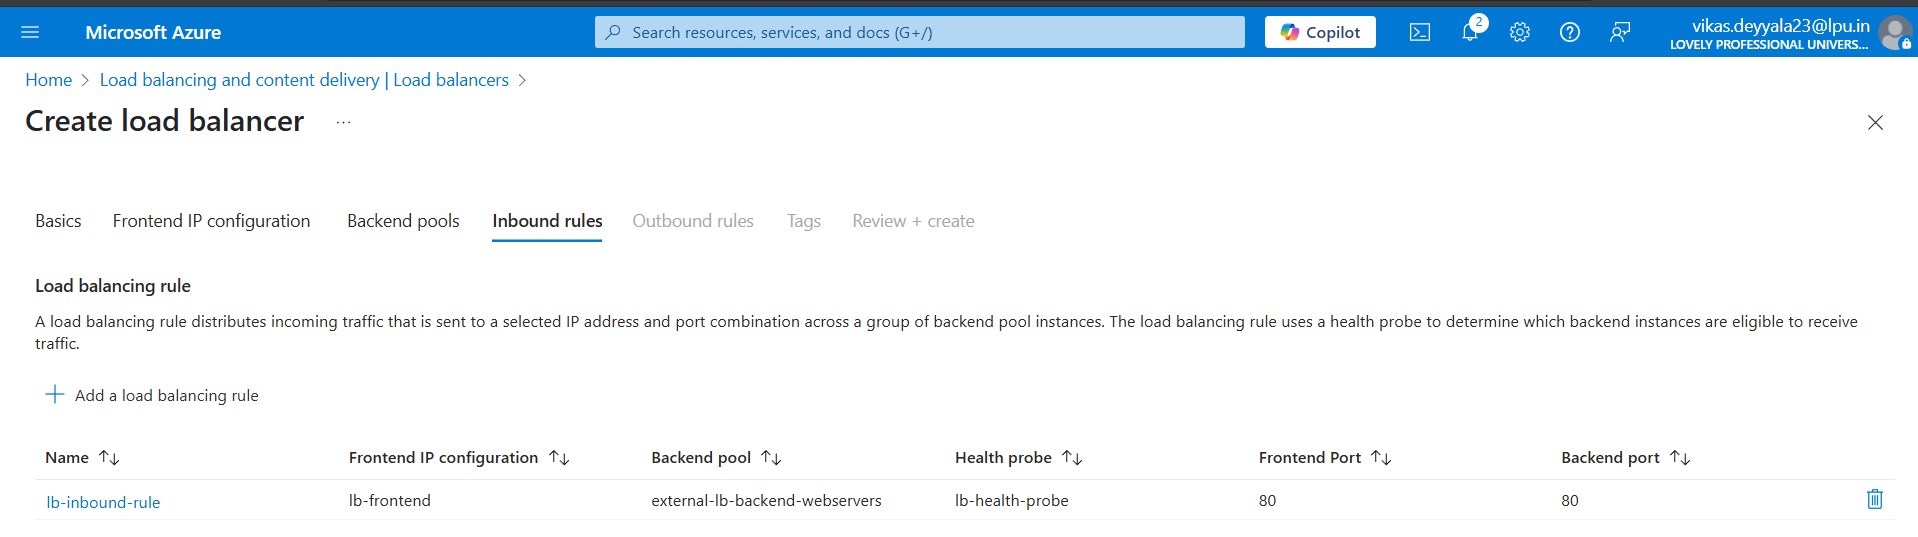 Microsoft Azure
Search resources, services, and docs (G+/)
Copilot
2
vikas.deyyala23@lpu.in
LOVELY PROFESSIONAL UNIVERS...
Home > Load balancing and content delivery | Load balancers >
Create load balancer ...
Basics Frontend IP configuration Backend pools Inbound rules Outbound rules Tags Review + create
Load balancing rule
A load balancing rule distributes incoming traffic that is sent to a selected IP address and port combination across a group of backend pool instances. The load balancing rule uses a health probe to determine which backend instances are eligible to receive
traffic.
+ Add a load balancing rule
Name ↑↓ Frontend IP configuration ↑↓ Backend pool ↑↓ Health probe ↑↓ Frontend Port ↑↓ Backend port ↑↓
lb-inbound-rule lb-frontend external-lb-backend-webservers lb-health-probe 80 80